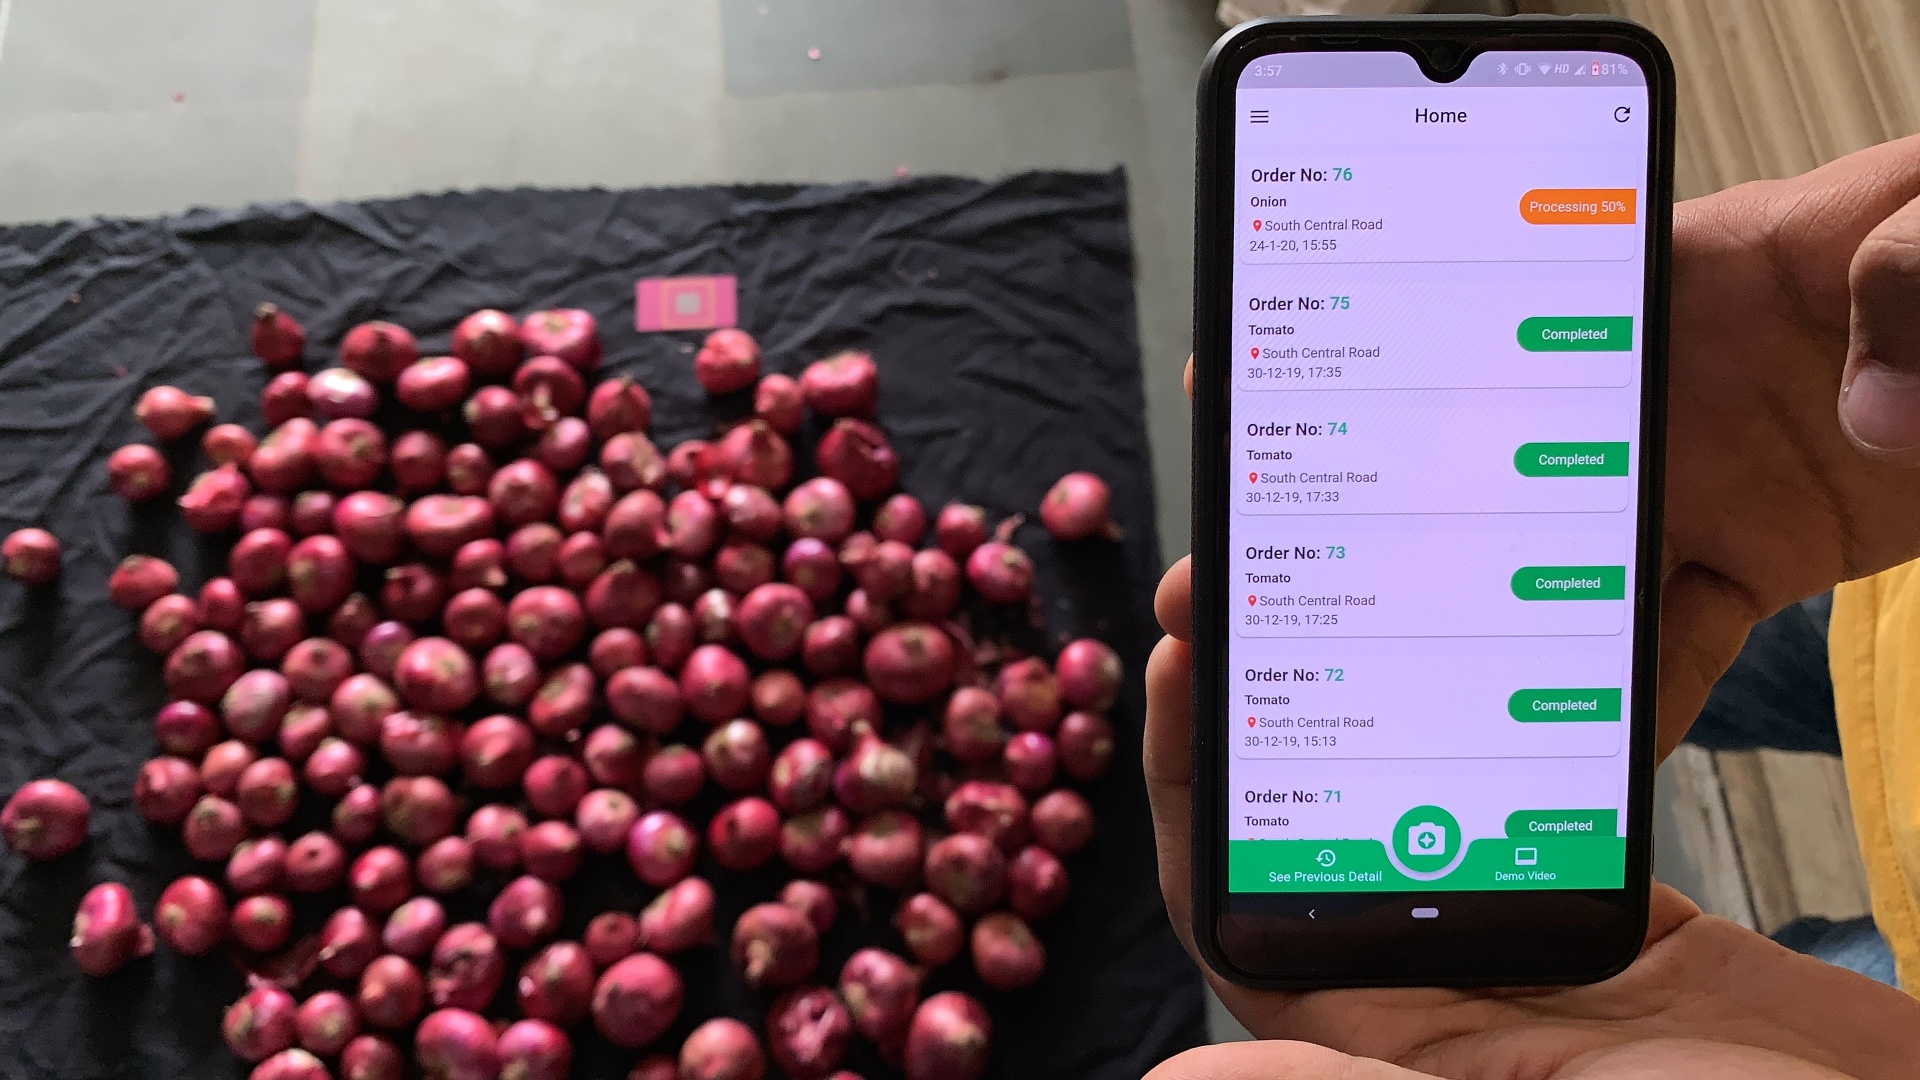 3:57
HD
81%
Home
Order No: 76
Onion
Processing 50%
South Central Road
24-1-20, 15:55
Order No: 75
Tomato
Completed
South Central Road
30-12-19, 17:35
Order No: 74
Tomato
Completed
South Central Road
30-12-19, 17:33
Order No: 73
Tomato
Completed
South Central Road
30-12-19, 17:25
Order No: 72
Tomato
Completed
South Central Road
30-12-19, 15:13
Order No: 71
Tomato
Completed
See Previous Detail
Demo Video